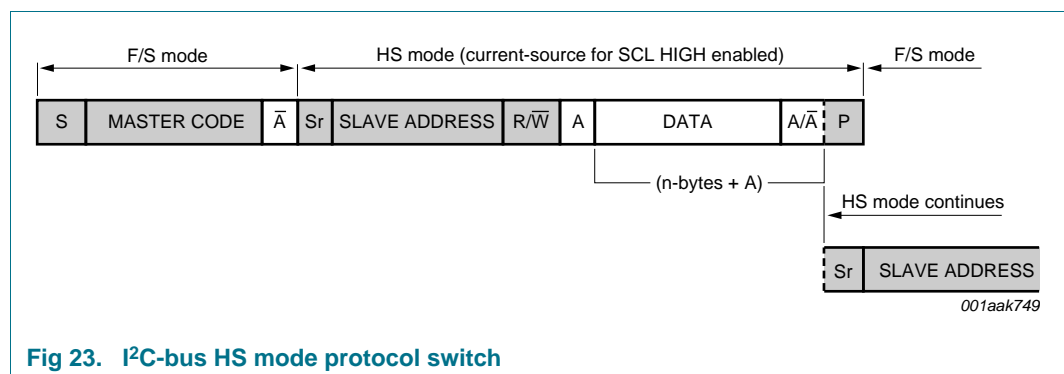 F/S mode HS mode (current-source for SCL HIGH enabled) F/S mode
S MASTER CODE A̅ Sr SLAVE ADDRESS R/W̅ A DATA A/A̅ P
(n-bytes + A)
HS mode continues
Sr SLAVE ADDRESS
001aak749
Fig 23. I²C-bus HS mode protocol switch